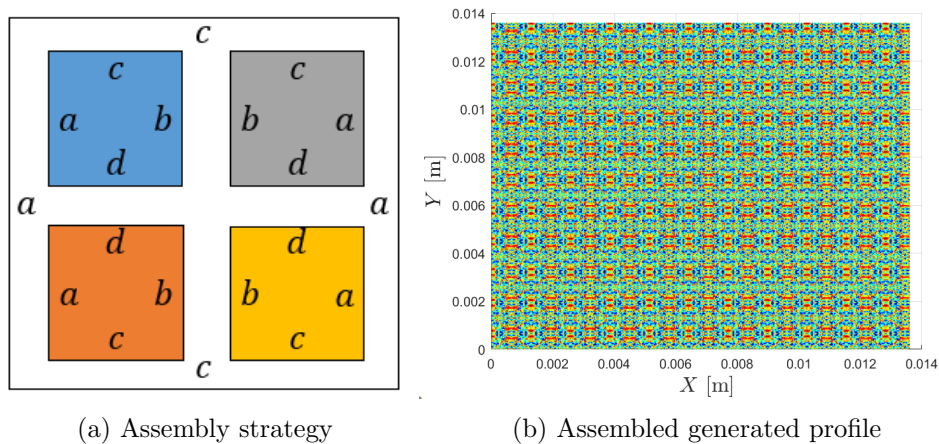 c
c c
a b b a
d d
a a
d d
a b b a
c c
c
0.014
0.012
0.01
0.008
0.006
0.004
0.002
0
Y [m]
0 0.002 0.004 0.006 0.008 0.01 0.012 0.014
X [m]
(a) Assembly strategy
(b) Assembled generated profile